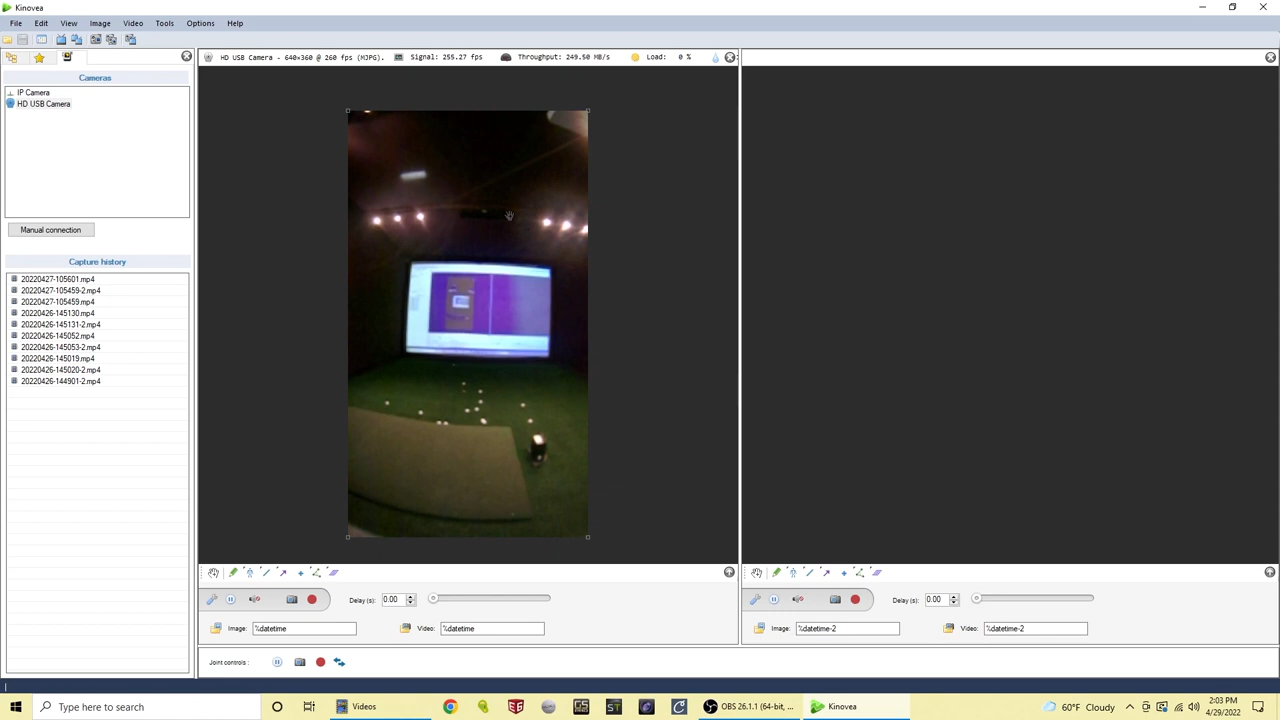 Kinovea
File Edit View Image Video Tools Options Help
HD USB Camera - 640×360 @ 260 fps (MJPG). Signal: 255.27 fps Throughput: 249.50 MB/s Load: 0 %
Cameras
IP Camera
HD USB Camera
Manual connection
Capture history
20220427-105601.mp4
20220427-105459-2.mp4
20220427-105459.mp4
20220426-145130.mp4
20220426-145131-2.mp4
20220426-145052.mp4
20220426-145053-2.mp4
20220426-145019.mp4
20220426-145020-2.mp4
20220426-144901-2.mp4
Delay (s): 0.00
Image: %datetime Video: %datetime
Delay (s): 0.00
Image: %datetime-2 Video: %datetime-2
Joint controls :
Type here to search
Videos
GS
ST
OBS 26.1.1 (64-bit, ...
Kinovea
60°F Cloudy
2:03 PM
4/29/2022